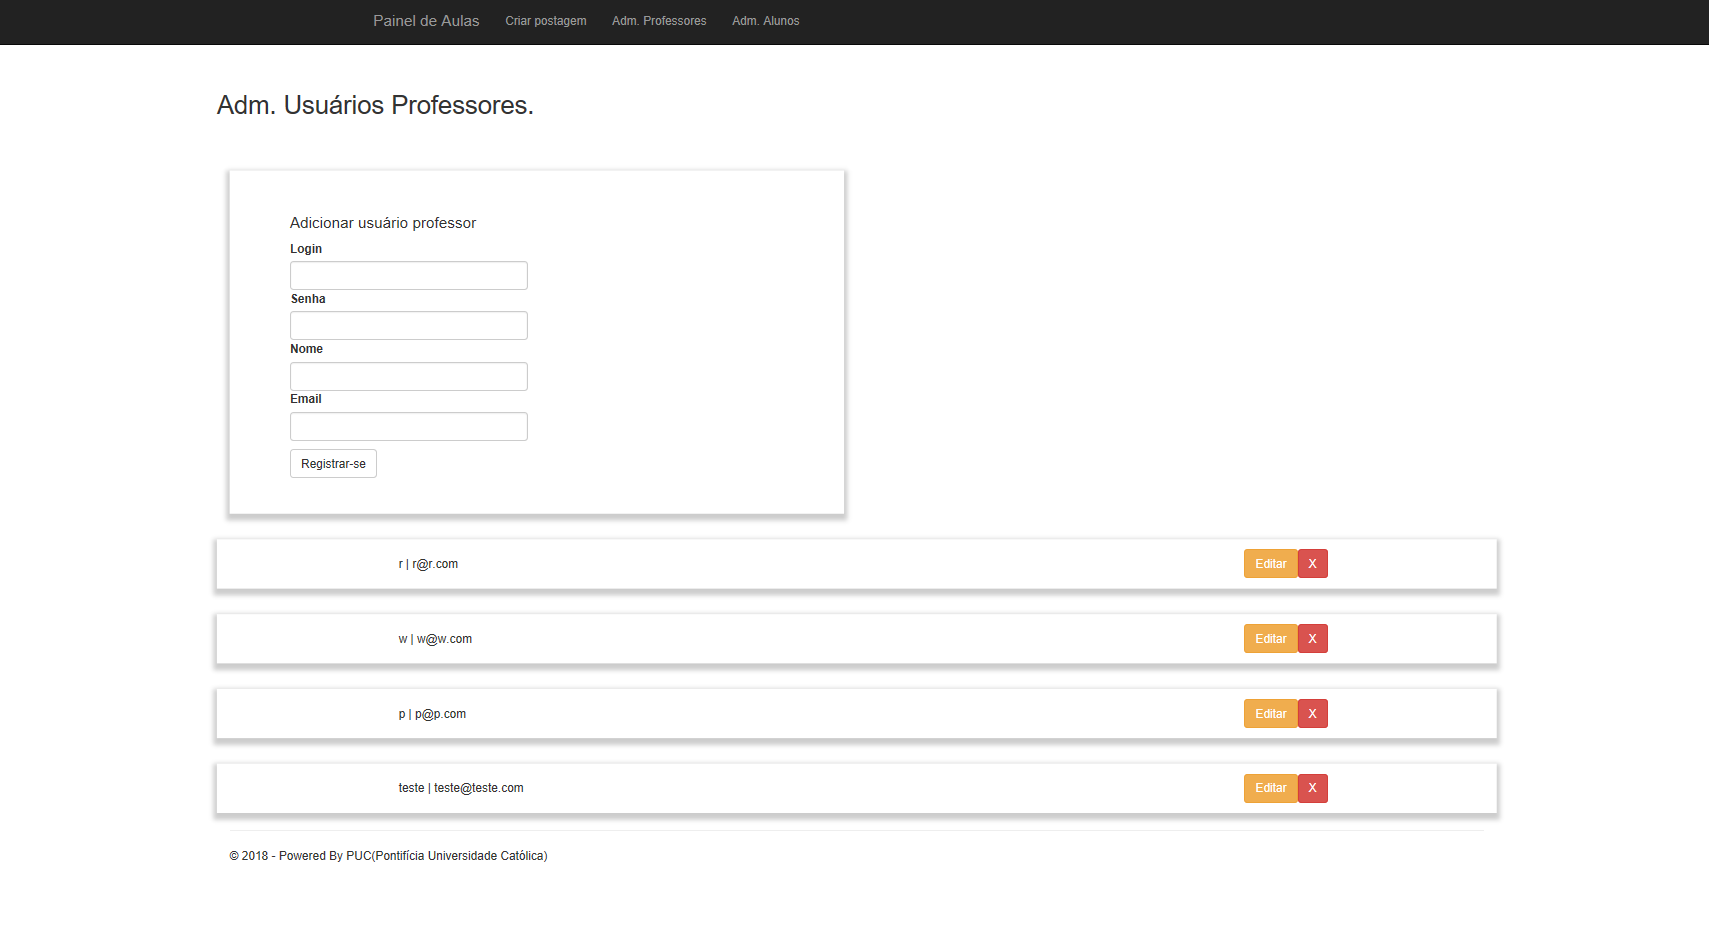 Painel de Aulas Criar postagem Adm. Professores Adm. Alunos
Adm. Usuários Professores.
Adicionar usuário professor
Login
Senha
Nome
Email
Registrar-se
r | r@r.com Editar X
w | w@w.com Editar X
p | p@p.com Editar X
teste | teste@teste.com Editar X
© 2018 - Powered By PUC(Pontifícia Universidade Católica)